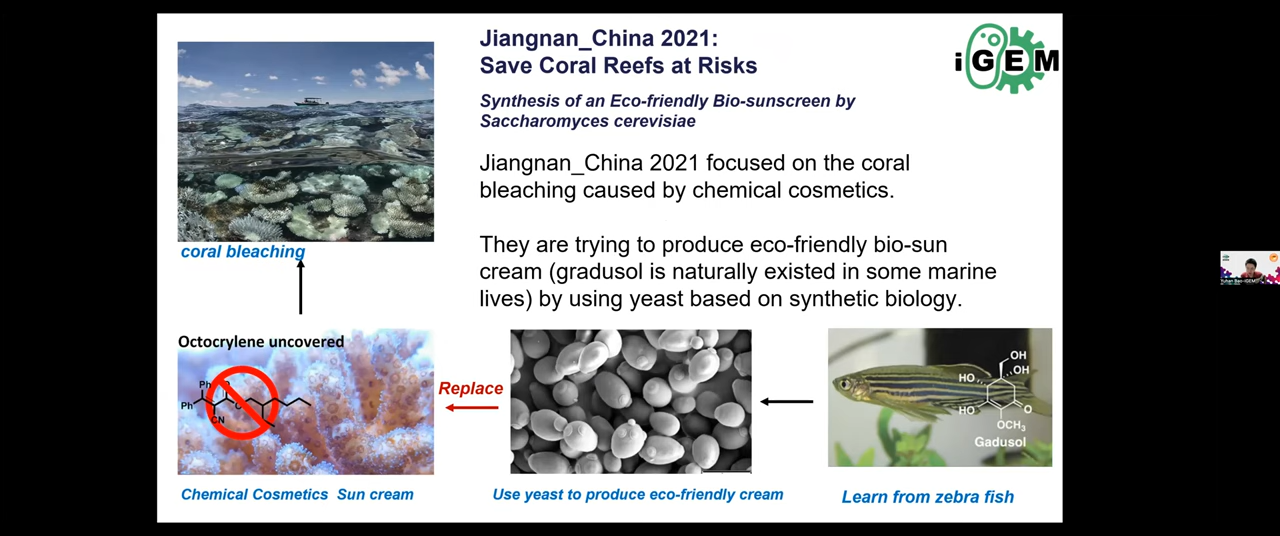 Jiangnan_China 2021:
Save Coral Reefs at Risks
iGEM
Synthesis of an Eco-friendly Bio-sunscreen by
Saccharomyces cerevisiae
Jiangnan_China 2021 focused on the coral
bleaching caused by chemical cosmetics.
coral bleaching
They are trying to produce eco-friendly bio-sun
cream (gradusol is naturally existed in some marine
lives) by using yeast based on synthetic biology.
Octocrylene uncovered
Ph
Ph
CN
Replace
OH
OH
HO
HO
O
OCH3
Gadusol
Chemical Cosmetics Sun cream
Use yeast to produce eco-friendly cream
Learn from zebra fish